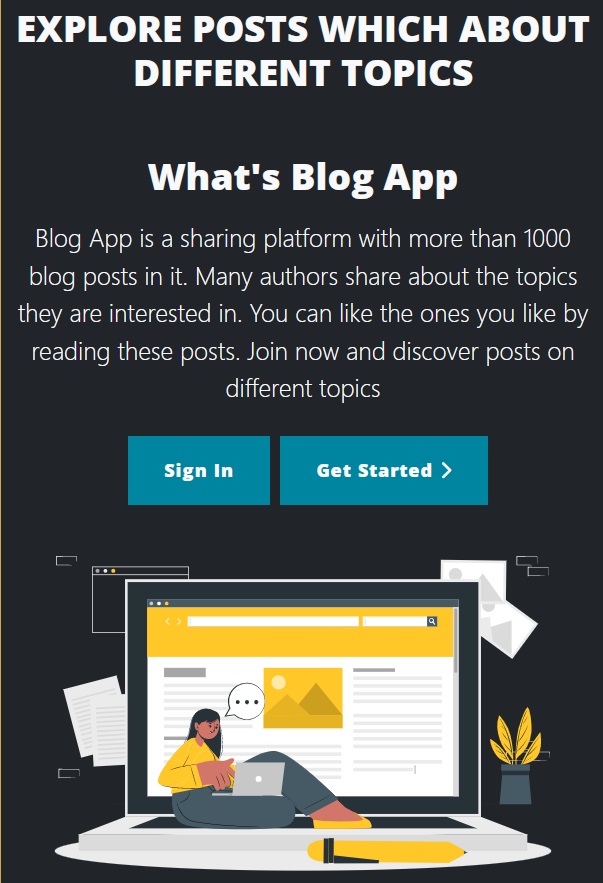 EXPLORE POSTS WHICH ABOUT
DIFFERENT TOPICS
What's Blog App
Blog App is a sharing platform with more than 1000
blog posts in it. Many authors share about the topics
they are interested in. You can like the ones you like by
reading these posts. Join now and discover posts on
different topics
Sign In
Get Started